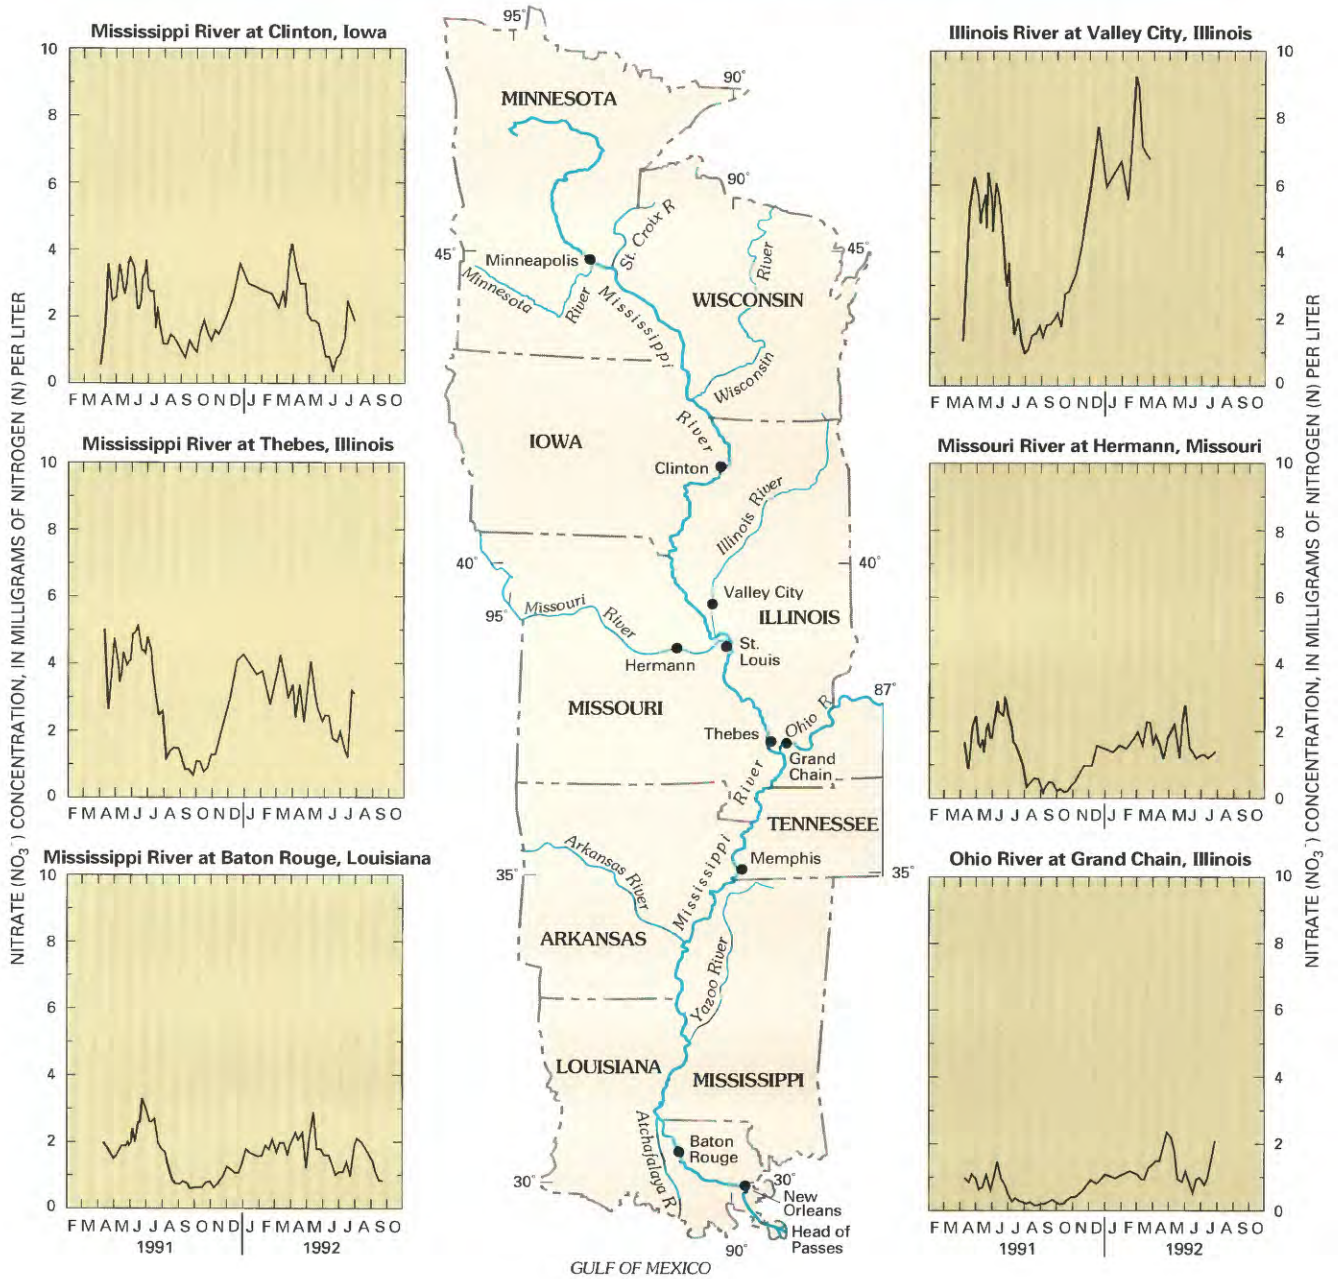 NITRATE (NO₃⁻) CONCENTRATION, IN MILLIGRAMS OF NITROGEN (N) PER LITER
Mississippi River at Clinton, Iowa
10
8
6
4
2
0
F M A M J J A S O N D J F M A M J J A S O
Mississippi River at Thebes, Illinois
10
8
6
4
2
0
F M A M J J A S O N D J F M A M J J A S O
Mississippi River at Baton Rouge, Louisiana
10
8
6
4
2
0
F M A M J J A S O N D J F M A M J J A S O
1991 1992
95°
90°
MINNESOTA
90°
45°
45°
Minneapolis
St. Croix R
River
Minnesota
River
Mississippi
WISCONSIN
Wisconsin
River
IOWA
Clinton
Illinois River
40°
40°
95°
Missouri
River
Valley City
ILLINOIS
St.
Louis
Hermann
MISSOURI
87°
Thebes
Ohio R.
Grand
Chain
River
TENNESSEE
Memphis
Mississippi
35°
35°
Arkansas River
ARKANSAS
Yazoo River
LOUISIANA
MISSISSIPPI
Atchafalaya R
Baton
Rouge
30°
30°
New
Orleans
Head of
Passes
90°
GULF OF MEXICO
Illinois River at Valley City, Illinois
10
8
6
4
2
0
F M A M J J A S O N D J F M A M J J A S O
Missouri River at Hermann, Missouri
10
8
6
4
2
0
F M A M J J A S O N D J F M A M J J A S O
Ohio River at Grand Chain, Illinois
10
8
6
4
2
0
F M A M J J A S O N D J F M A M J J A S O
1991 1992
NITRATE (NO₃⁻) CONCENTRATION, IN MILLIGRAMS OF NITROGEN (N) PER LITER